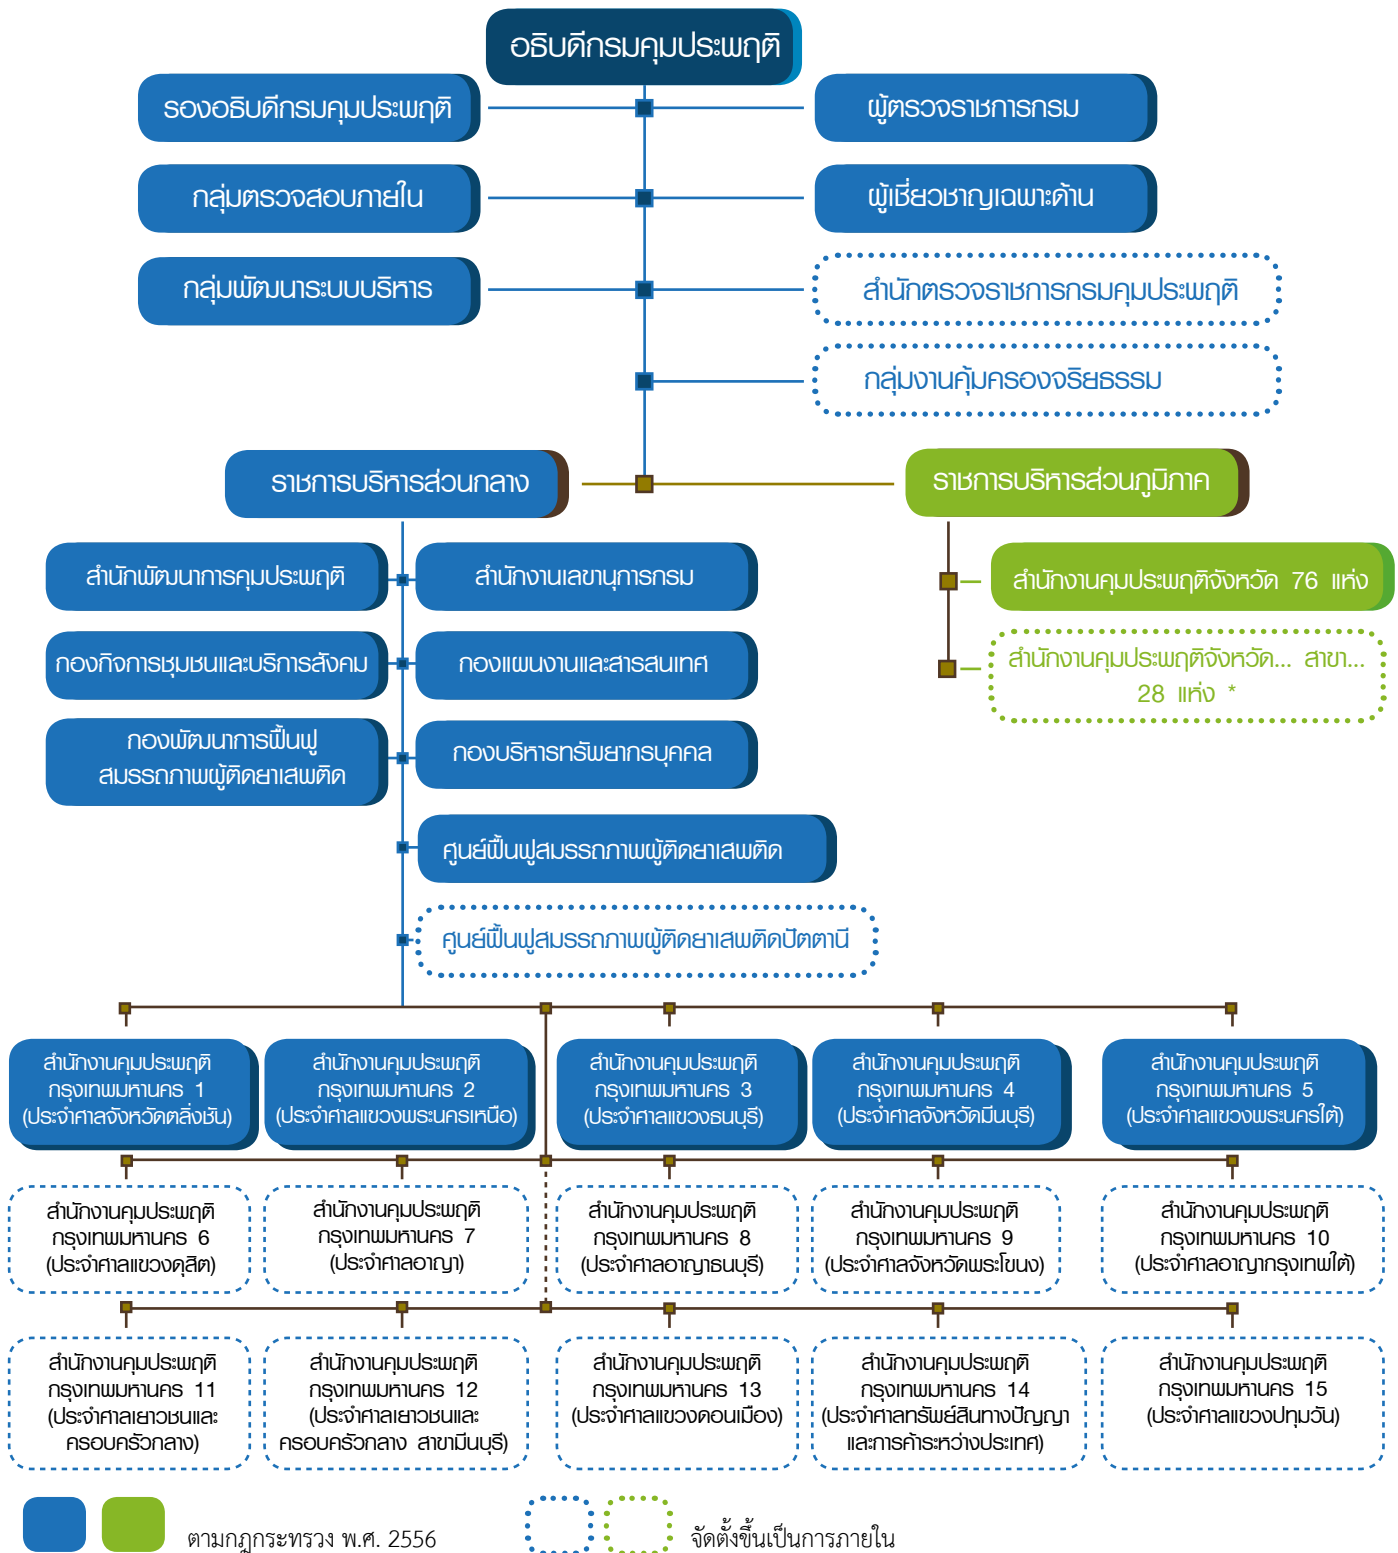 อธิบดีกรมคุมประพฤติ
รองอธิบดีกรมคุมประพฤติ
ผู้ตรวจราชการกรม
กลุ่มตรวจสอบภายใน
ผู้เชี่ยวชาญเฉพาะด้าน
กลุ่มพัฒนาระบบบริหาร
สำนักตรวจราชการกรมคุมประพฤติ
กลุ่มงานคุ้มครองจริยธรรม
ราชการบริหารส่วนกลาง
ราชการบริหารส่วนภูมิภาค
สำนักพัฒนาการคุมประพฤติ
สำนักงานเลขานุการกรม
สำนักงานคุมประพฤติจังหวัด 76 แห่ง
กองกิจการชุมชนและบริการสังคม
กองแผนงานและสารสนเทศ
สำนักงานคุมประพฤติจังหวัด... สาขา...
28 แห่ง *
กองพัฒนาการฟื้นฟู
สมรรถภาพผู้ติดยาเสพติด
กองบริหารทรัพยากรบุคคล
ศูนย์ฟื้นฟูสมรรถภาพผู้ติดยาเสพติด
ศูนย์ฟื้นฟูสมรรถภาพผู้ติดยาเสพติดปัตตานี
สำนักงานคุมประพฤติ
กรุงเทพมหานคร 1
(ประจำศาลจังหวัดตลิ่งชัน)
สำนักงานคุมประพฤติ
กรุงเทพมหานคร 2
(ประจำศาลแขวงพระนครเหนือ)
สำนักงานคุมประพฤติ
กรุงเทพมหานคร 3
(ประจำศาลแขวงธนบุรี)
สำนักงานคุมประพฤติ
กรุงเทพมหานคร 4
(ประจำศาลจังหวัดมีนบุรี)
สำนักงานคุมประพฤติ
กรุงเทพมหานคร 5
(ประจำศาลแขวงพระนครใต้)
สำนักงานคุมประพฤติ
กรุงเทพมหานคร 6
(ประจำศาลแขวงดุสิต)
สำนักงานคุมประพฤติ
กรุงเทพมหานคร 7
(ประจำศาลอาญา)
สำนักงานคุมประพฤติ
กรุงเทพมหานคร 8
(ประจำศาลอาญาธนบุรี)
สำนักงานคุมประพฤติ
กรุงเทพมหานคร 9
(ประจำศาลจังหวัดพระโขนง)
สำนักงานคุมประพฤติ
กรุงเทพมหานคร 10
(ประจำศาลอาญากรุงเทพใต้)
สำนักงานคุมประพฤติ
กรุงเทพมหานคร 11
(ประจำศาลเยาวชนและ
ครอบครัวกลาง)
สำนักงานคุมประพฤติ
กรุงเทพมหานคร 12
(ประจำศาลเยาวชนและ
ครอบครัวกลาง สาขามีนบุรี)
สำนักงานคุมประพฤติ
กรุงเทพมหานคร 13
(ประจำศาลแขวงดอนเมือง)
สำนักงานคุมประพฤติ
กรุงเทพมหานคร 14
(ประจำศาลทรัพย์สินทางปัญญา
และการค้าระหว่างประเทศ)
สำนักงานคุมประพฤติ
กรุงเทพมหานคร 15
(ประจำศาลแขวงปทุมวัน)
ตามกฎกระทรวง พ.ศ. 2556
จัดตั้งขึ้นเป็นการภายใน